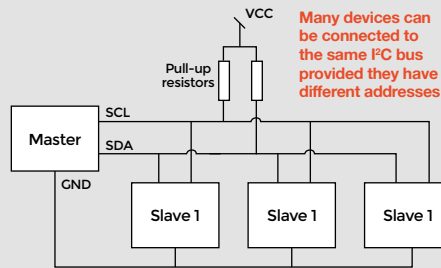 VCC
Many devices can
be connected to
the same I²C bus
provided they have
different addresses
Pull-up
resistors
SCL
Master
SDA
GND
Slave 1
Slave 1
Slave 1